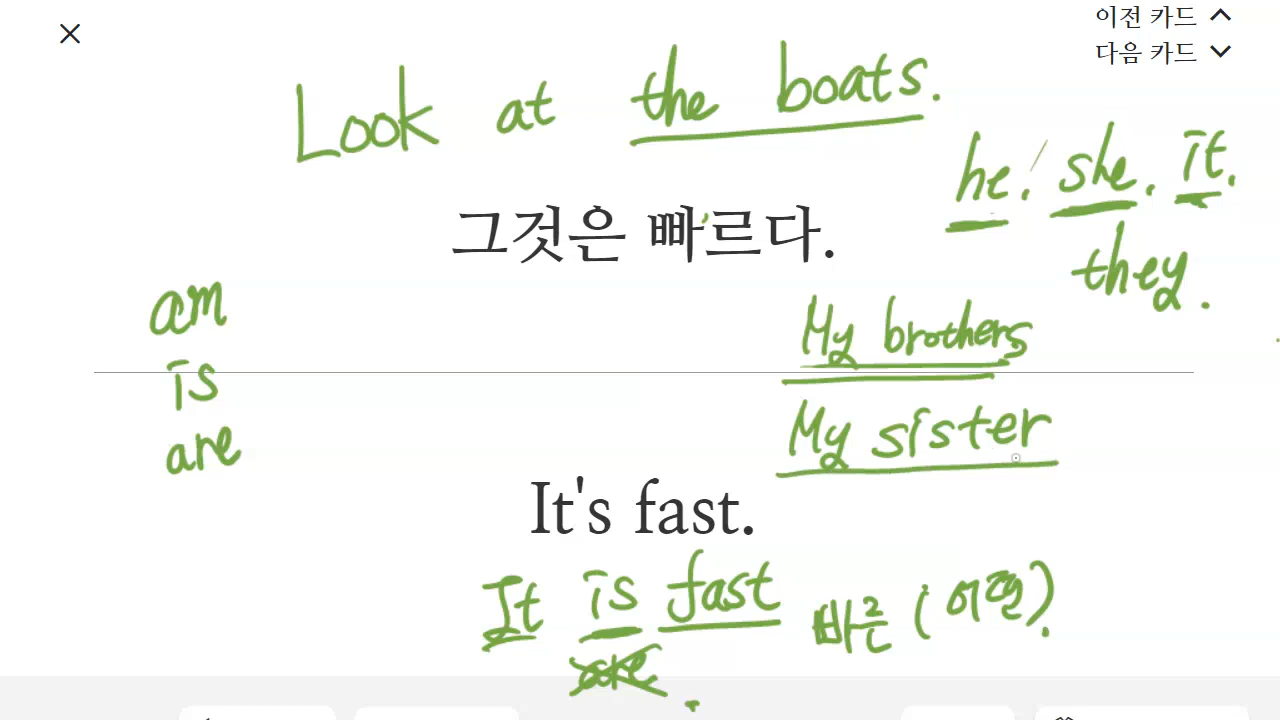 이전 카드
다음 카드
Look at the boats.
he. she. it.
they.
그것은 빠르다.
am
is
are
My brothers
My sister
It's fast.
It is fast 빠른 (어떤).
are